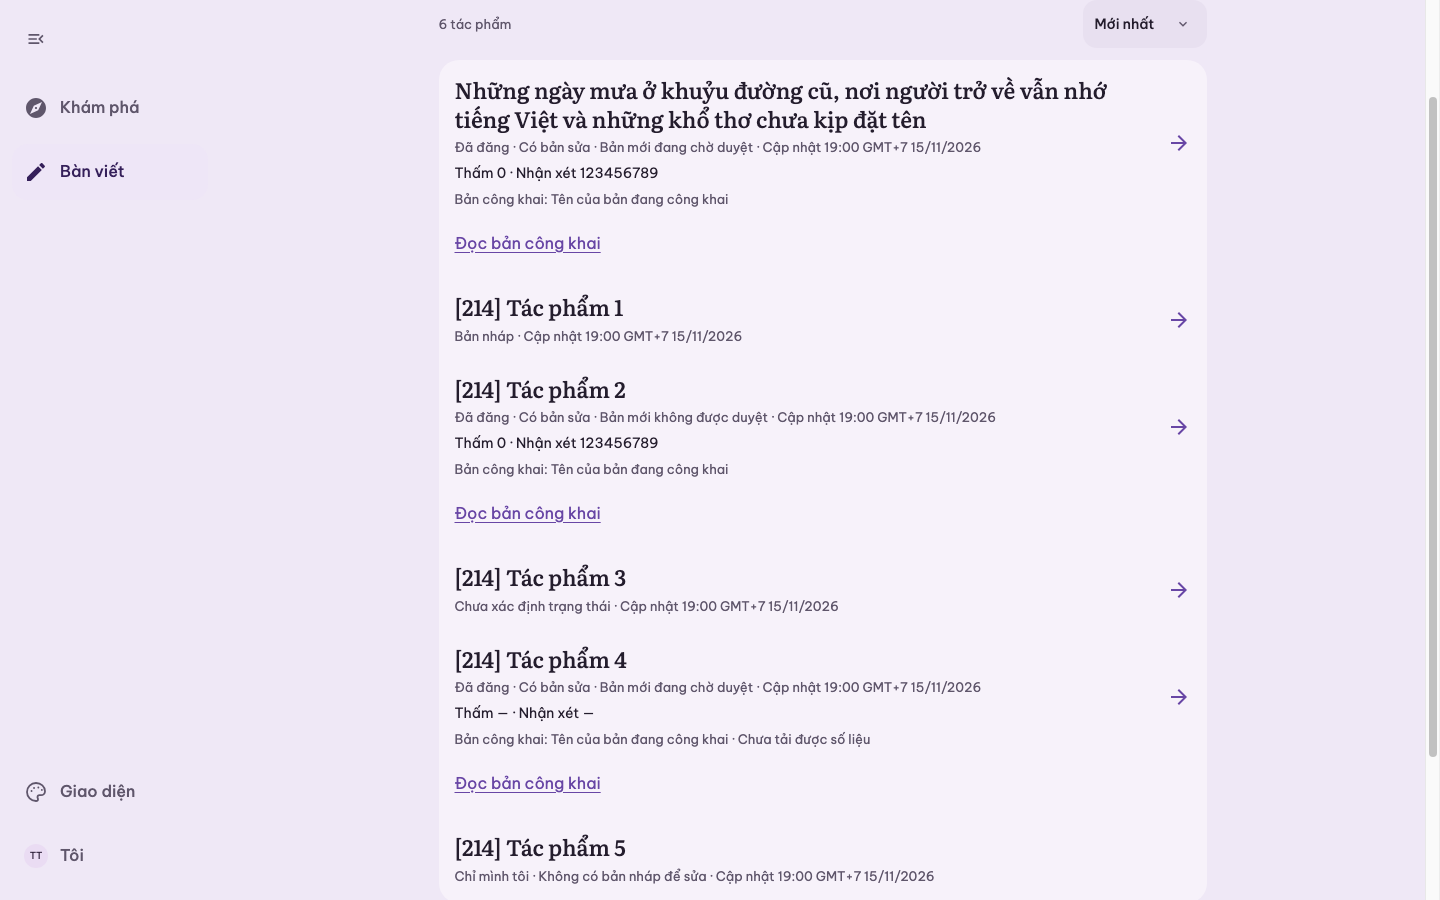 6 tác phẩm
Mới nhất
Khám phá
Bàn viết
Những ngày mưa ở khuỷu đường cũ, nơi người trở về vẫn nhớ
tiếng Việt và những khổ thơ chưa kịp đặt tên
Đã đăng · Có bản sửa · Bản mới đang chờ duyệt · Cập nhật 19:00 GMT+7 15/11/2026
Thấm 0 · Nhận xét 123456789
Bản công khai: Tên của bản đang công khai
Đọc bản công khai
[214] Tác phẩm 1
Bản nháp · Cập nhật 19:00 GMT+7 15/11/2026
[214] Tác phẩm 2
Đã đăng · Có bản sửa · Bản mới không được duyệt · Cập nhật 19:00 GMT+7 15/11/2026
Thấm 0 · Nhận xét 123456789
Bản công khai: Tên của bản đang công khai
Đọc bản công khai
[214] Tác phẩm 3
Chưa xác định trạng thái · Cập nhật 19:00 GMT+7 15/11/2026
[214] Tác phẩm 4
Đã đăng · Có bản sửa · Bản mới đang chờ duyệt · Cập nhật 19:00 GMT+7 15/11/2026
Thấm — · Nhận xét —
Bản công khai: Tên của bản đang công khai · Chưa tải được số liệu
Đọc bản công khai
[214] Tác phẩm 5
Chỉ mình tôi · Không có bản nháp để sửa · Cập nhật 19:00 GMT+7 15/11/2026
Giao diện
TT
Tôi